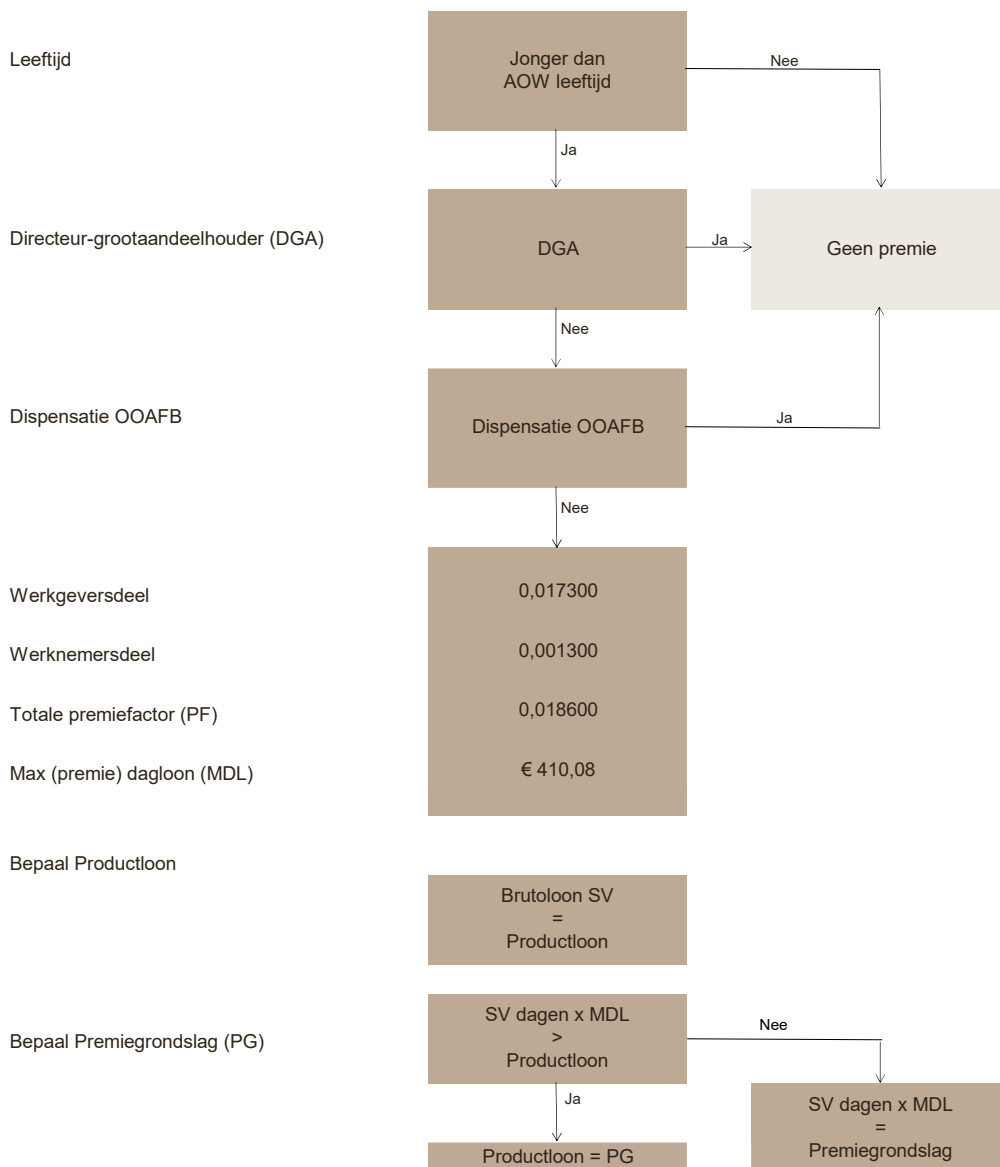 Leeftijd
Jonger dan
AOW leeftijd
Nee
Ja
Directeur-grootaandeelhouder (DGA)
DGA
Ja
Geen premie
Nee
Dispensatie OOAFB
Dispensatie OOAFB
Ja
Nee
Werkgeversdeel
0,017300
Werknemersdeel
0,001300
Totale premiefactor (PF)
0,018600
Max (premie) dagloon (MDL)
€ 410,08
Bepaal Productloon
Brutoloon SV
=
Productloon
Bepaal Premiegrondslag (PG)
SV dagen x MDL
>
Productloon
Nee
Ja
SV dagen x MDL
=
Premiegrondslag
Productloon = PG